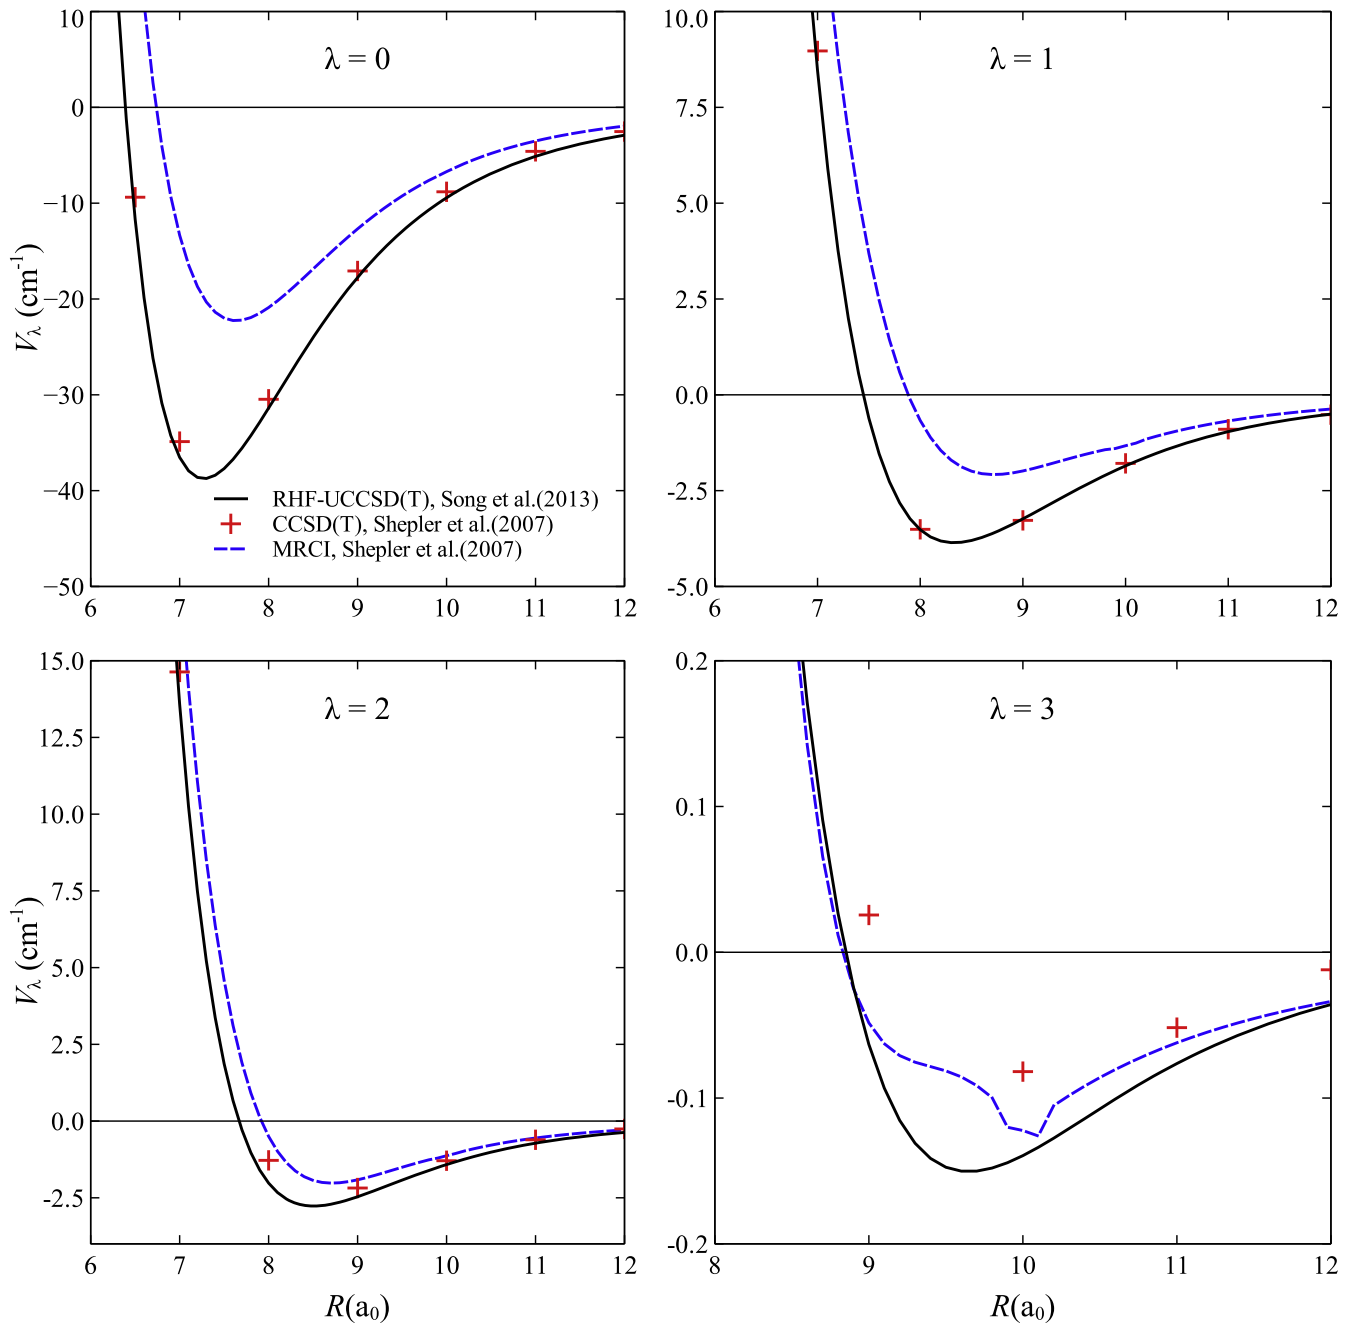 λ = 0
10
0
−10
−20
−30
−40
−50
V_λ (cm^-1)
RHF-UCCSD(T), Song et al.(2013)
CCSD(T), Shepler et al.(2007)
MRCI, Shepler et al.(2007)
6 7 8 9 10 11 12
λ = 1
10.0
7.5
5.0
2.5
0.0
-2.5
-5.0
6 7 8 9 10 11 12
λ = 2
15.0
12.5
10.0
7.5
5.0
2.5
0.0
-2.5
V_λ (cm^-1)
6 7 8 9 10 11 12
R(a_0)
λ = 3
0.2
0.1
0.0
-0.1
-0.2
8 9 10 11 12
R(a_0)